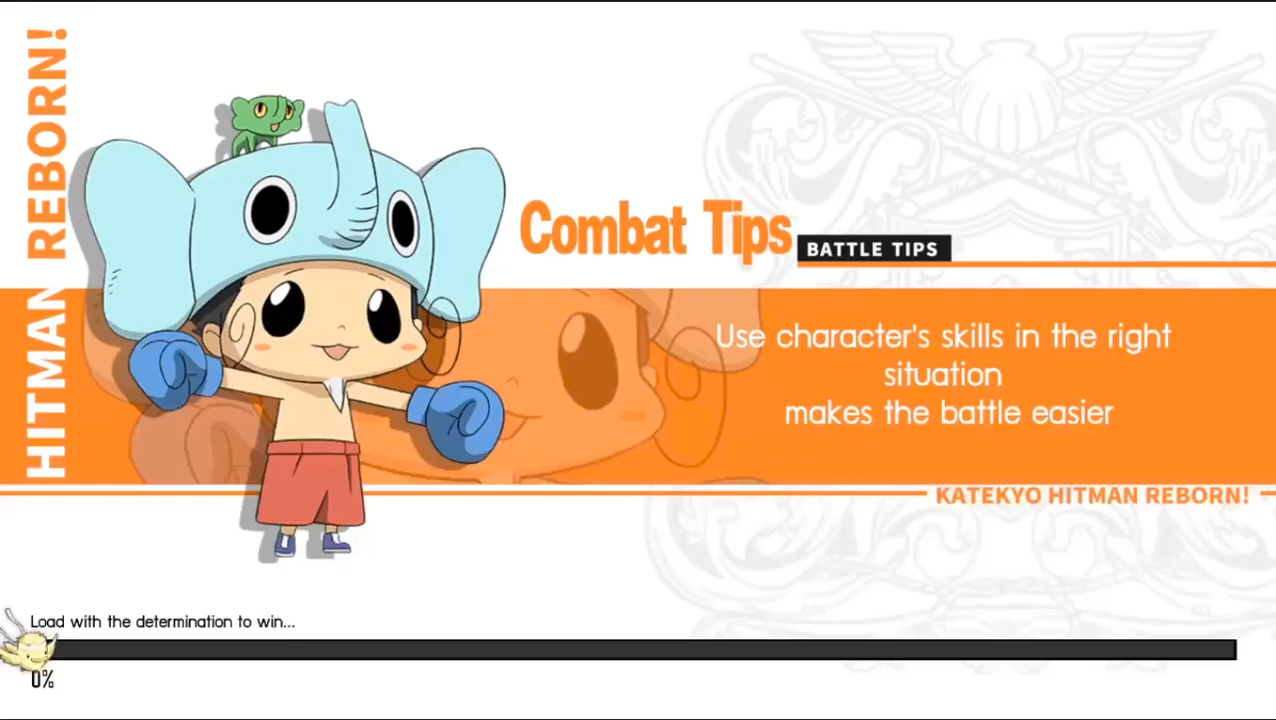 HITMAN REBORN!
Combat Tips
BATTLE TIPS
Use character's skills in the right
situation
makes the battle easier
KATEKYO HITMAN REBORN!
Load with the determination to win...
0%